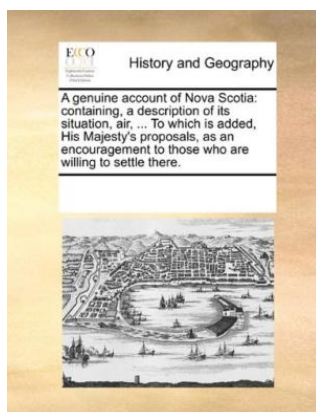 ECCO
History and Geography
A genuine account of Nova Scotia:
containing, a description of its
situation, air, ... To which is added,
His Majesty's proposals, as an
encouragement to those who are
willing to settle there.